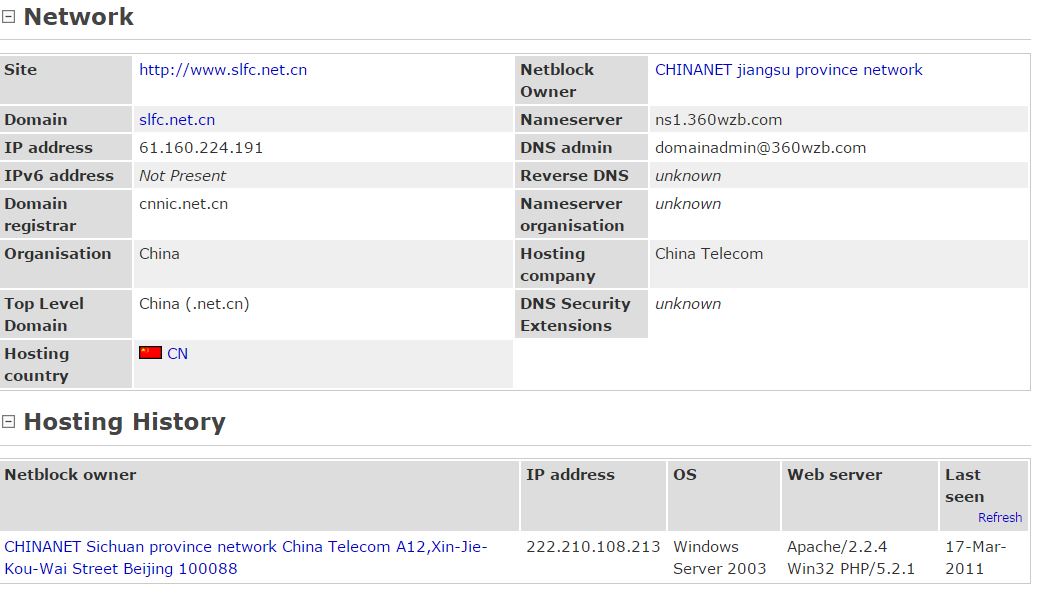 Network
Site http://www.slfc.net.cn Netblock Owner CHINANET jiangsu province network
Domain slfc.net.cn Nameserver ns1.360wzb.com
IP address 61.160.224.191 DNS admin domainadmin@360wzb.com
IPv6 address Not Present Reverse DNS unknown
Domain registrar cnnic.net.cn Nameserver organisation unknown
Organisation China Hosting company China Telecom
Top Level Domain China (.net.cn) DNS Security Extensions unknown
Hosting country CN
Hosting History
Netblock owner IP address OS Web server Last seen Refresh
CHINANET Sichuan province network China Telecom A12,Xin-Jie- 222.210.108.213 Windows Apache/2.2.4 17-Mar-
Kou-Wai Street Beijing 100088 Server 2003 Win32 PHP/5.2.1 2011